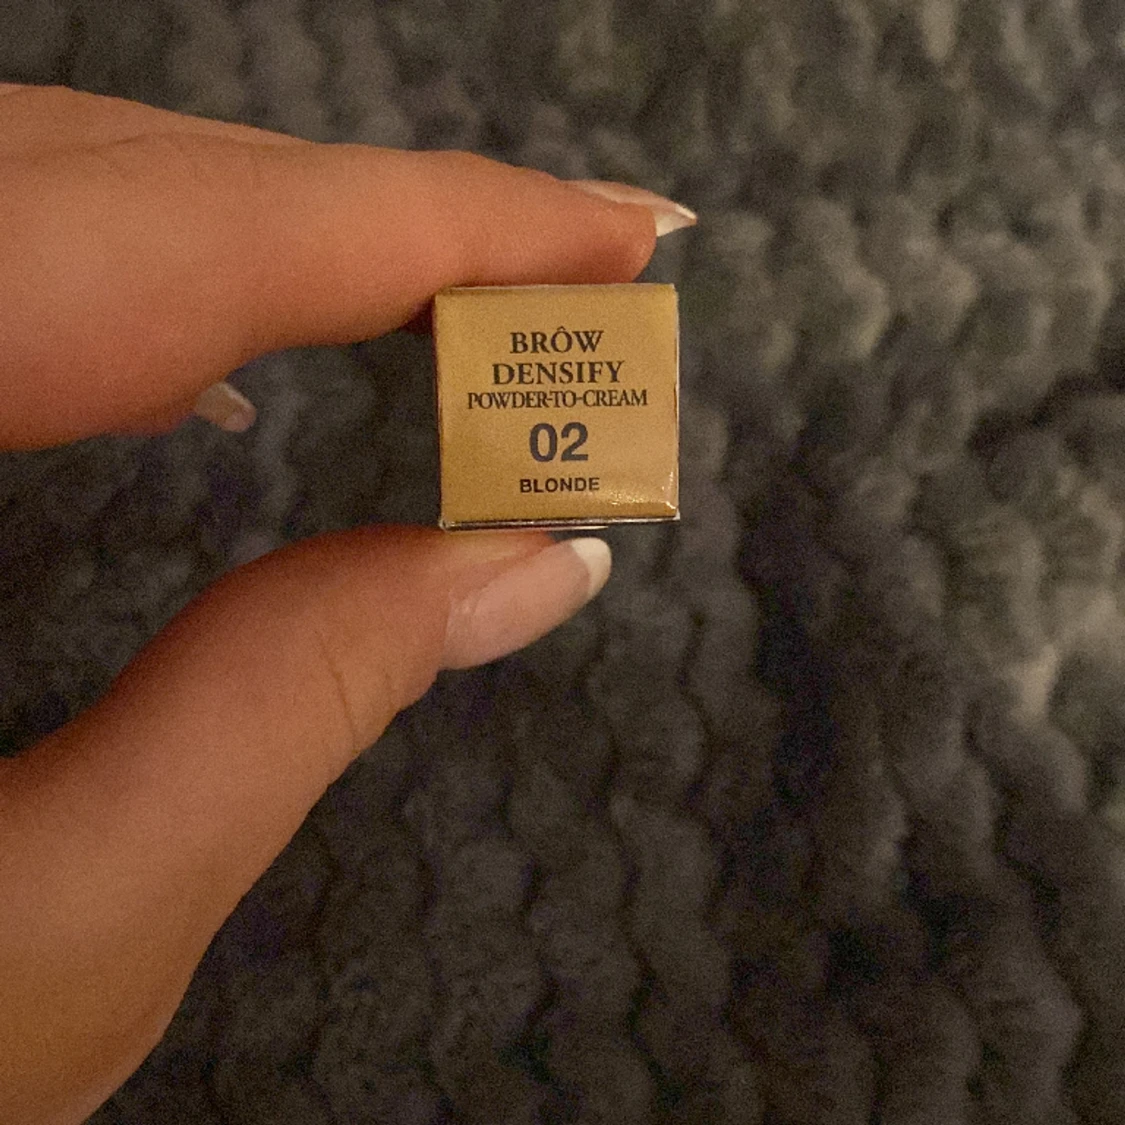 BRÔW
DENSIFY
POWDER-TO-CREAM
02
BLONDE